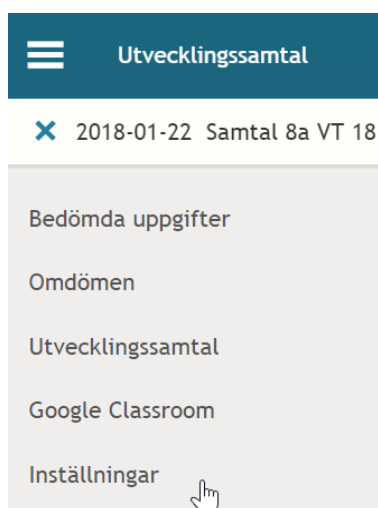 Utvecklingssamtal
2018-01-22 Samtal 8a VT 18
Bedömda uppgifter
Omdömen
Utvecklingssamtal
Google Classroom
Inställningar